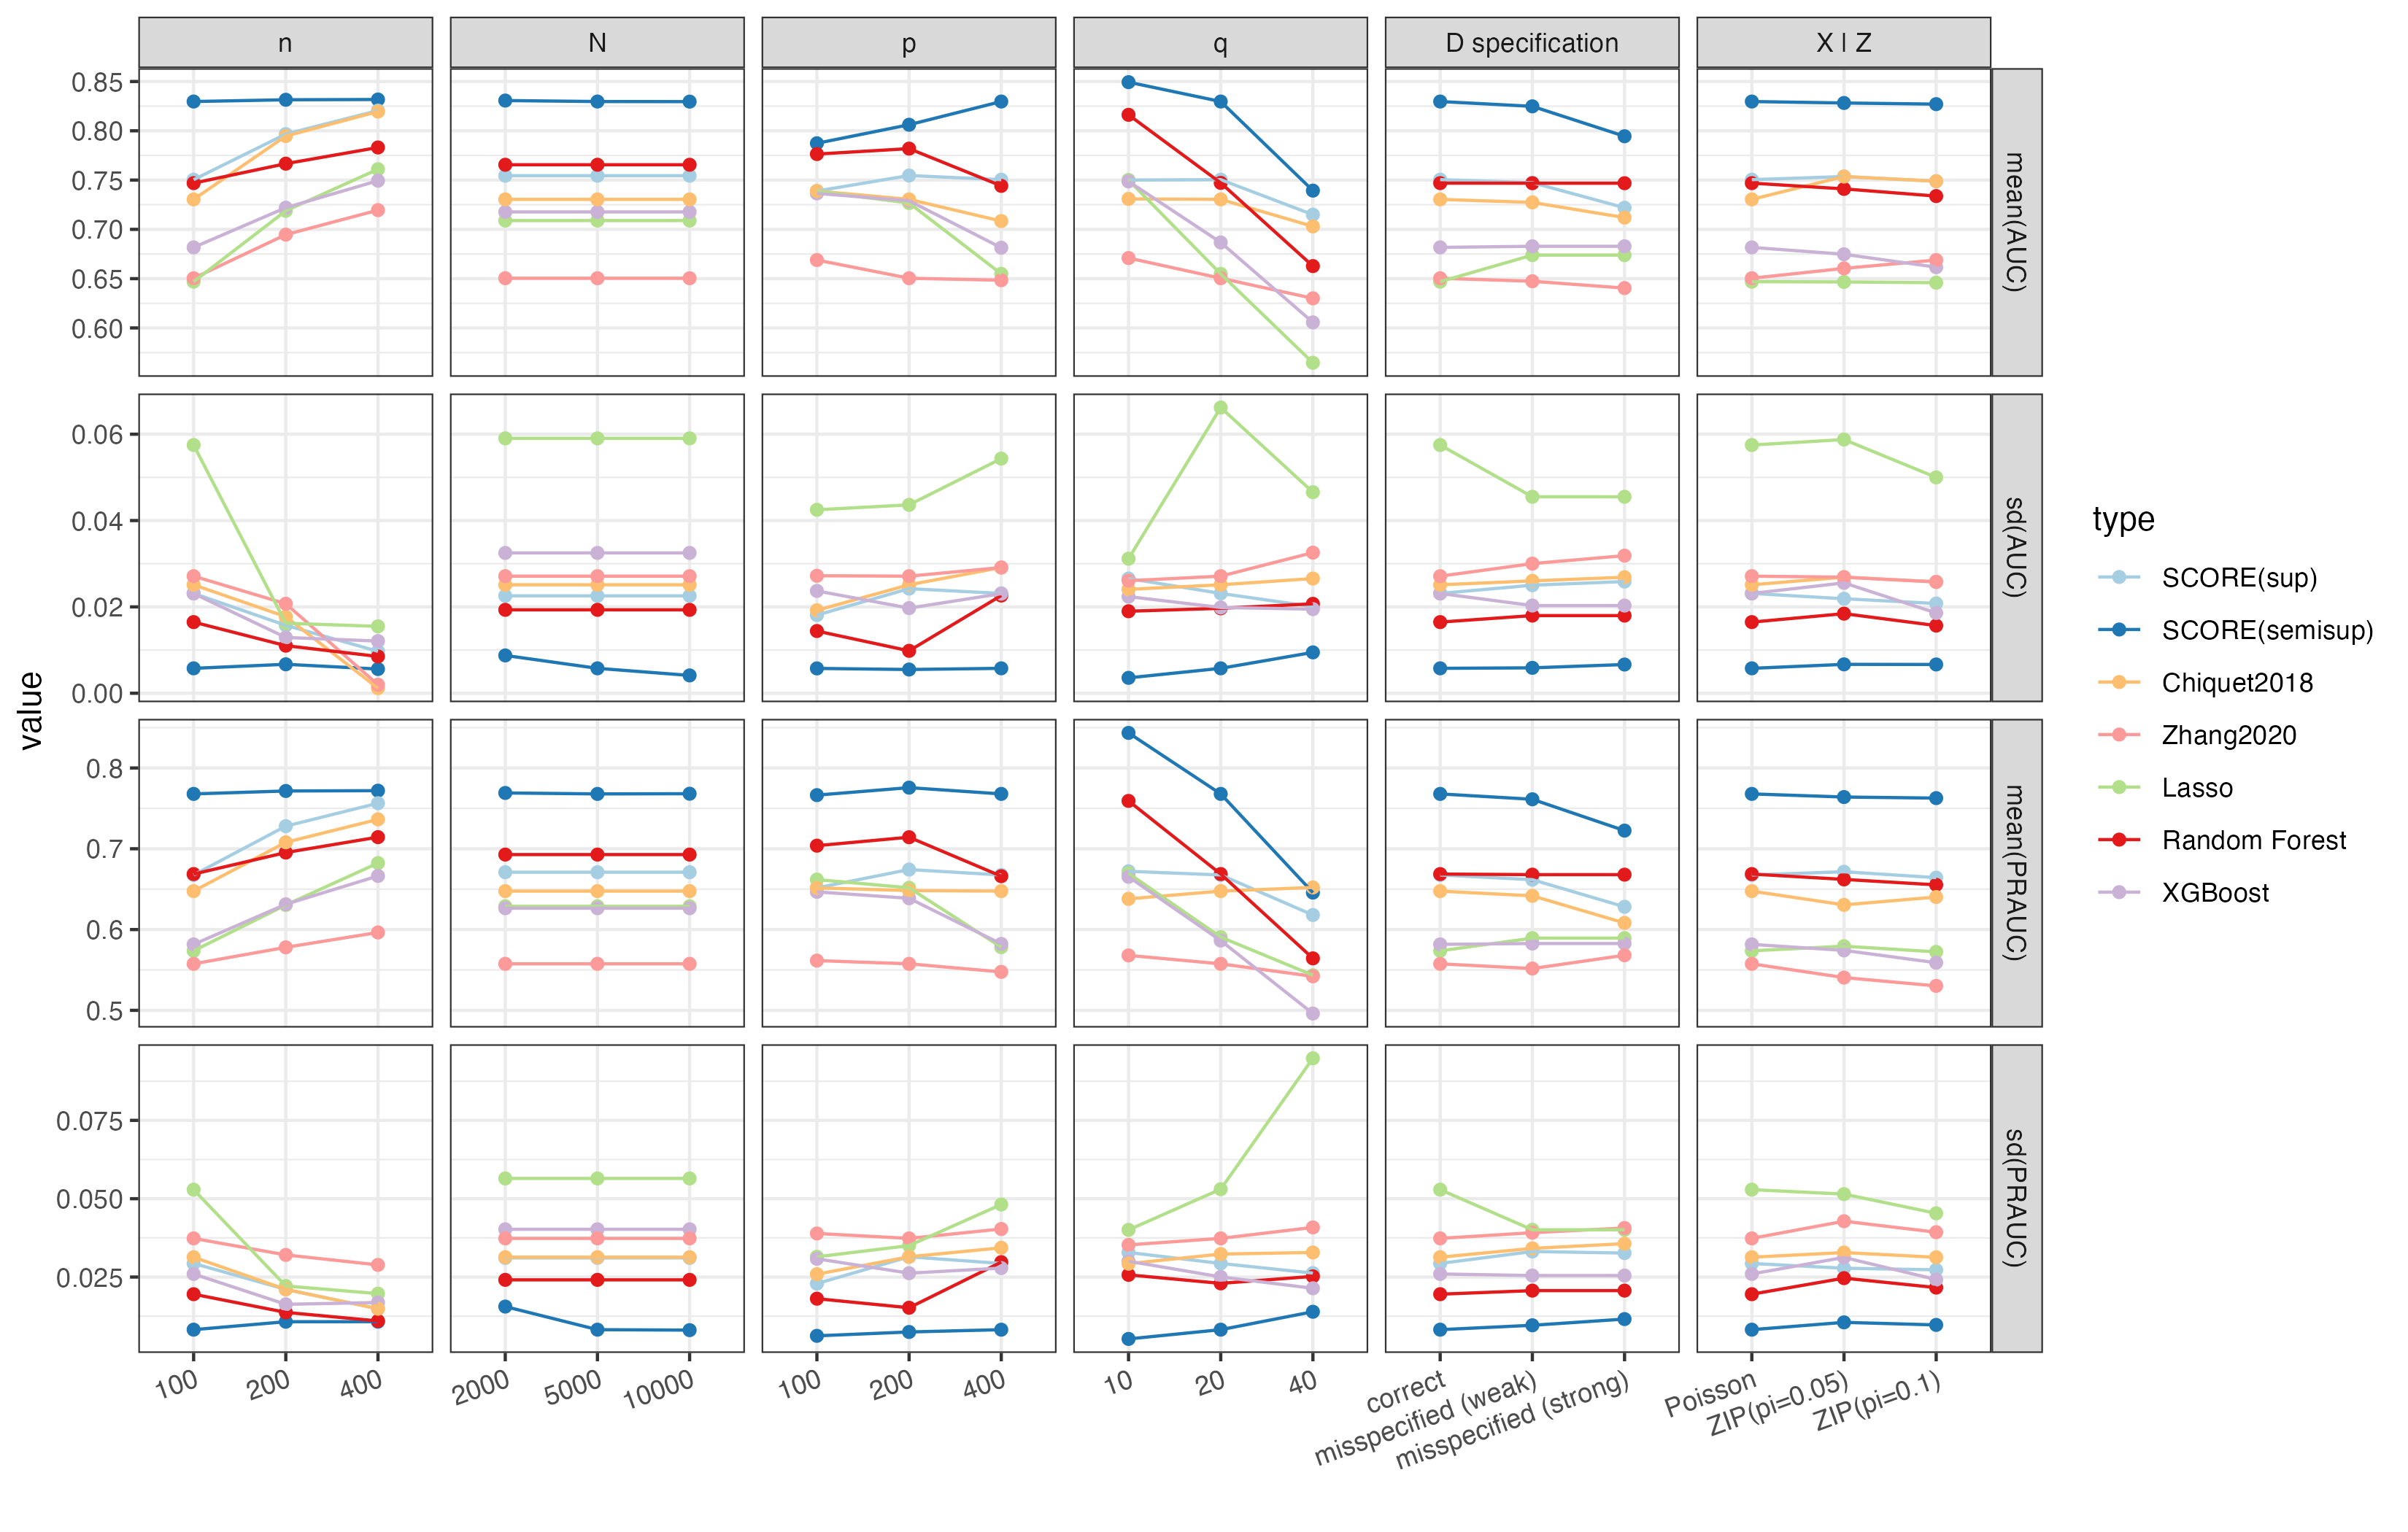 n N p q D specification X | Z
0.85
0.80
0.75
0.70
0.65
0.60
mean(AUC)
0.06
0.04
0.02
0.00
sd(AUC)
0.8
0.7
0.6
0.5
mean(PRAUC)
0.075
0.050
0.025
sd(PRAUC)
value
100 200 400
2000 5000 10000
100 200 400
10 20 40
correct
misspecified (weak)
misspecified (strong)
Poisson
ZIP(pi=0.05)
ZIP(pi=0.1)
type
SCORE(sup)
SCORE(semisup)
Chiquet2018
Zhang2020
Lasso
Random Forest
XGBoost